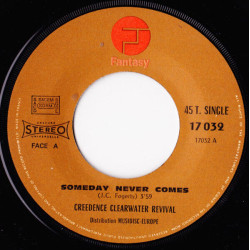 Fantasy
45 T. SINGLE
17 032
17032 A
STEREO
FACE A
SOMEDAY NEVER COMES
(J.C. Fogerty) 3'59
CREEDENCE CLEARWATER REVIVAL
Distribution MUSIDISC-EUROPE